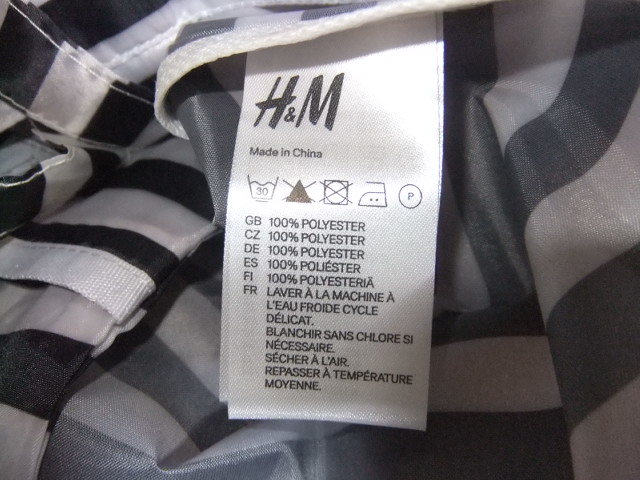 H&M
Made in China
30 P
GB 100% POLYESTER
CZ 100% POLYESTER
DE 100% POLYESTER
ES 100% POLIÉSTER
FI 100% POLYESTERIÄ
FR LAVER À LA MACHINE À
L'EAU FROIDE CYCLE
DÉLICAT.
BLANCHIR SANS CHLORE SI
NÉCESSAIRE.
SÉCHER À L'AIR.
REPASSER À TEMPÉRATURE
MOYENNE.